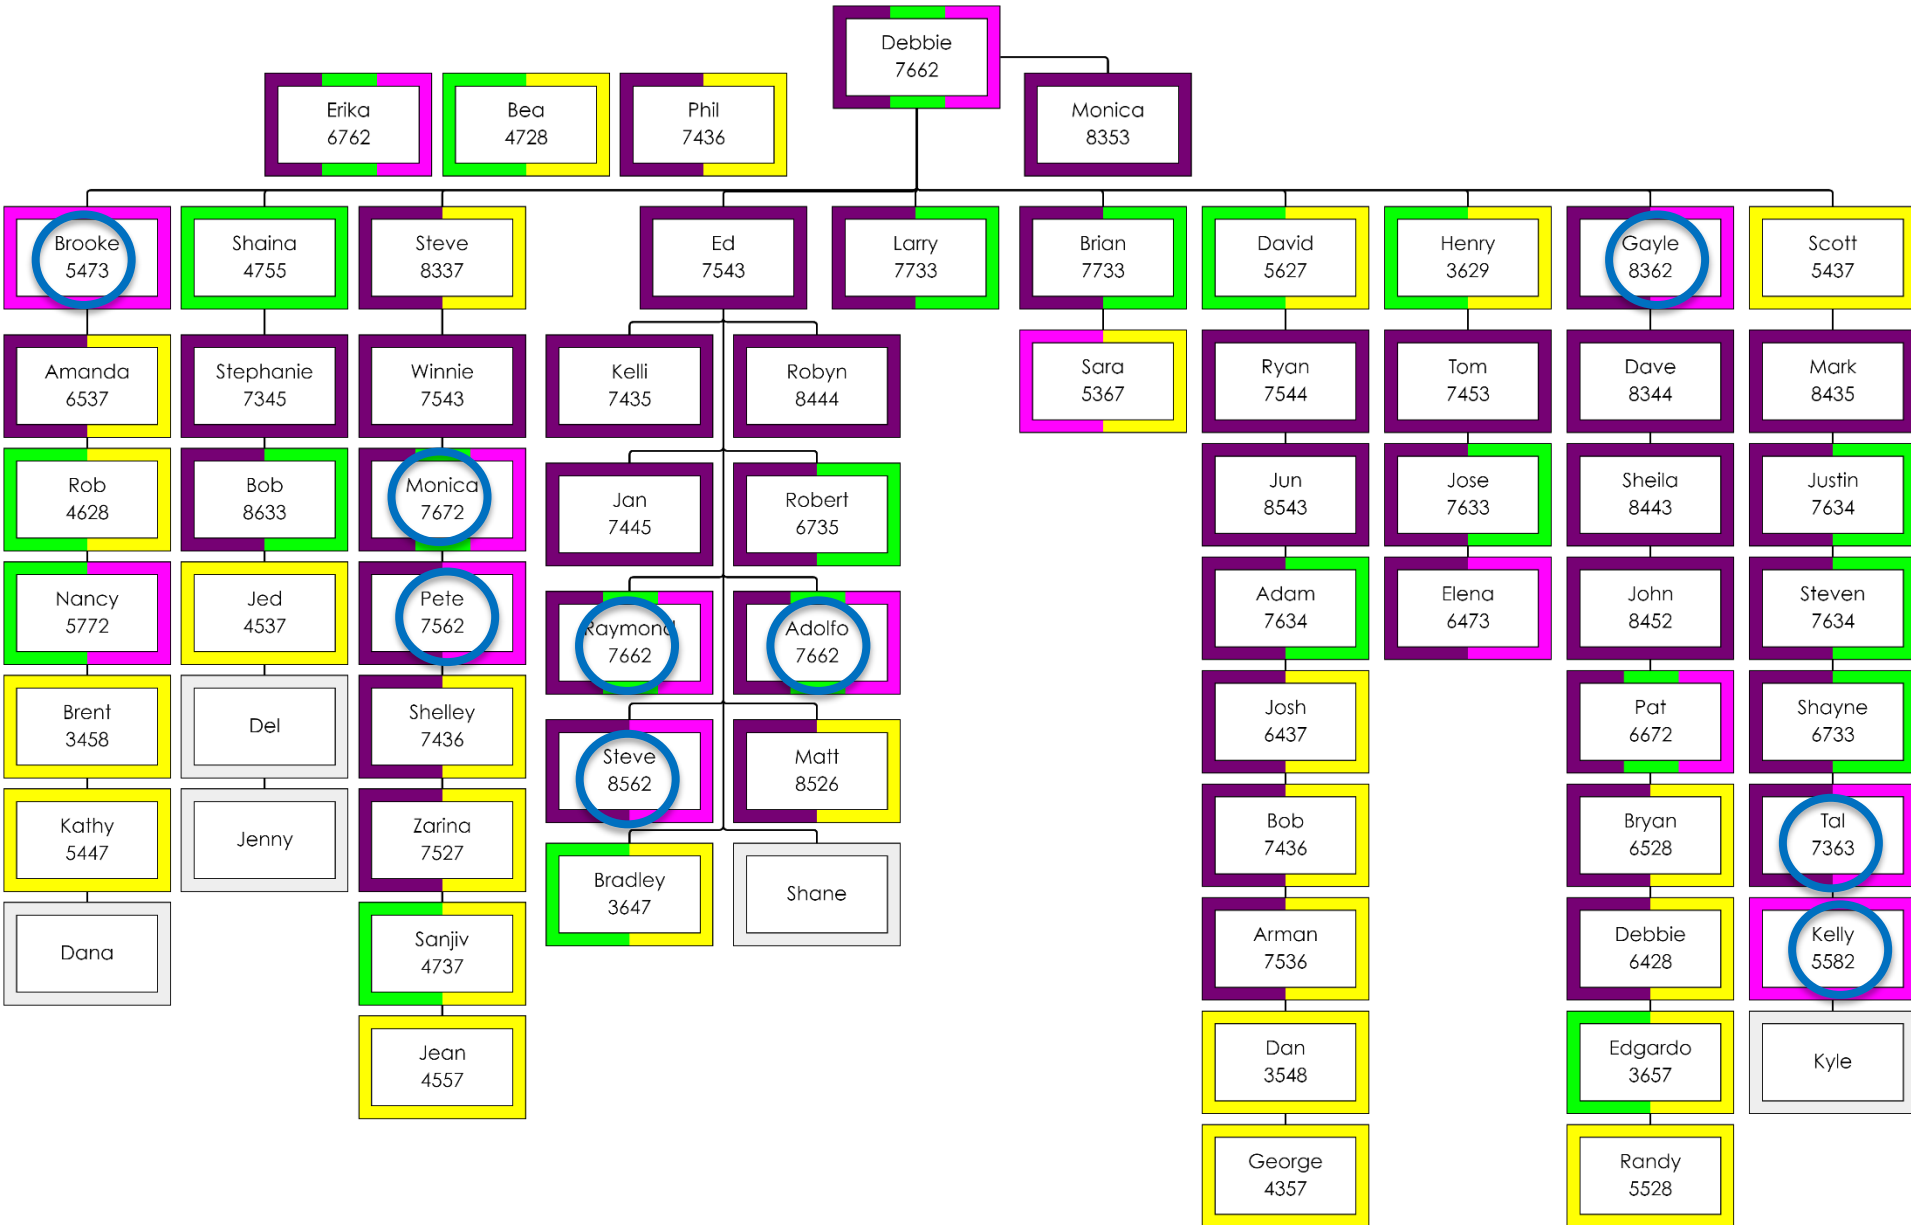 Debbie
7662
Monica
8353
Erika
6762
Bea
4728
Phil
7436
Brooke
5473
Shaina
4755
Steve
8337
Ed
7543
Larry
7733
Brian
7733
David
5627
Henry
3629
Gayle
8362
Scott
5437
Amanda
6537
Rob
4628
Nancy
5772
Brent
3458
Kathy
5447
Dana
Stephanie
7345
Bob
8633
Jed
4537
Del
Jenny
Winnie
7543
Monica
7672
Pete
7562
Shelley
7436
Zarina
7527
Sanjiv
4737
Jean
4557
Kelli
7435
Robyn
8444
Jan
7445
Robert
6735
Raymond
7662
Adolfo
7662
Steve
8562
Matt
8526
Bradley
3647
Shane
Sara
5367
Ryan
7544
Jun
8543
Adam
7634
Josh
6437
Bob
7436
Arman
7536
Dan
3548
George
4357
Tom
7453
Jose
7633
Elena
6473
Dave
8344
Sheila
8443
John
8452
Pat
6672
Bryan
6528
Debbie
6428
Edgardo
3657
Randy
5528
Mark
8435
Justin
7634
Steven
7634
Shayne
6733
Tal
7363
Kelly
5582
Kyle